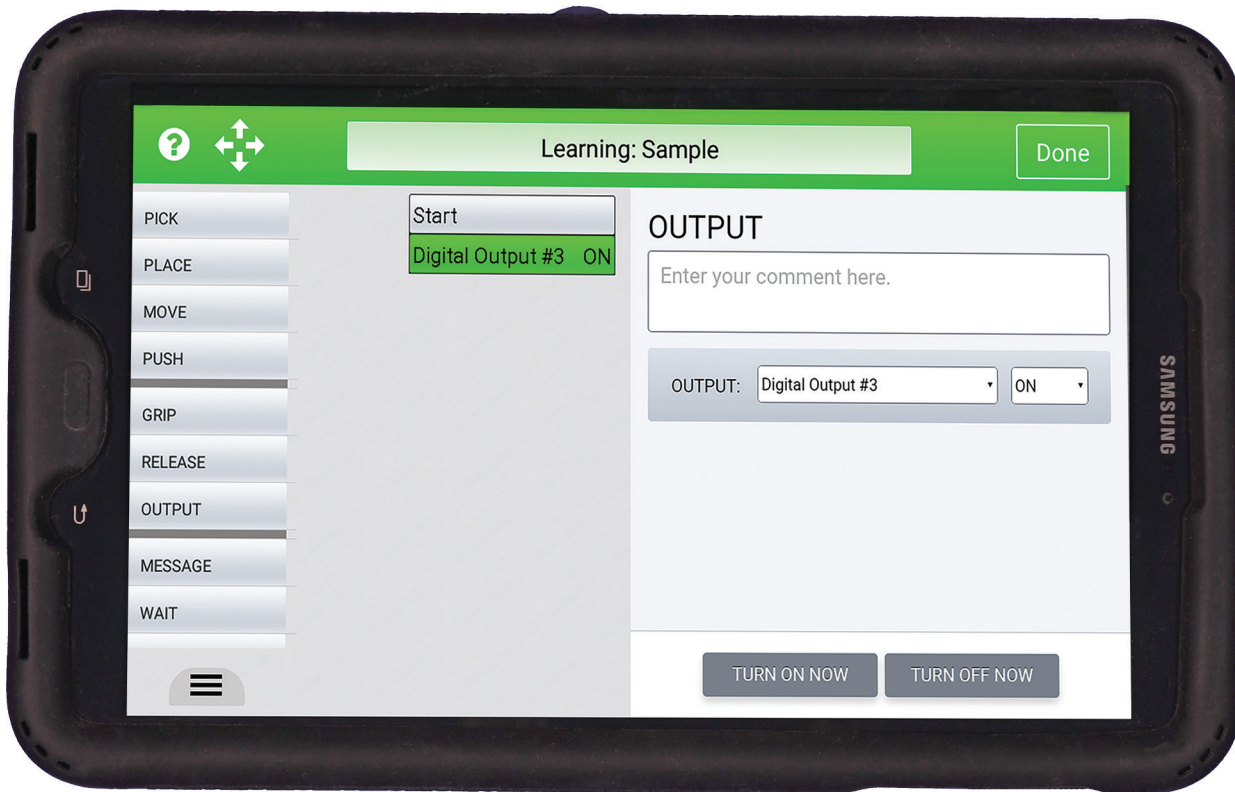 ?
Learning: Sample
Done
PICK
PLACE
MOVE
PUSH
GRIP
RELEASE
OUTPUT
MESSAGE
WAIT
Start
Digital Output #3 ON
OUTPUT
Enter your comment here.
OUTPUT: Digital Output #3 ON
TURN ON NOW
TURN OFF NOW
SAMSUNG